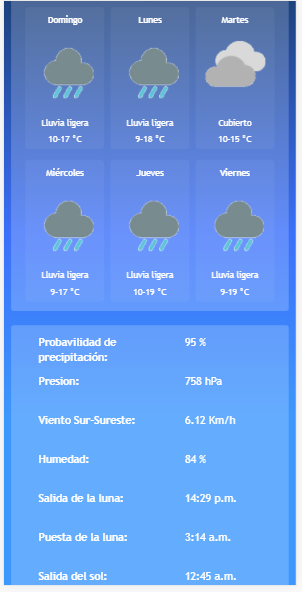 Domingo Lunes Martes
Lluvia ligera Lluvia ligera Cubierto
10-17 °C 9-18 °C 10-15 °C
Miércoles Jueves Viernes
Lluvia ligera Lluvia ligera Lluvia ligera
9-17 °C 10-19 °C 9-19 °C
Probavilidad de 95 %
precipitación:
Presion: 758 hPa
Viento Sur-Sureste: 6.12 Km/h
Humedad: 84 %
Salida de la luna: 14:29 p.m.
Puesta de la luna: 3:14 a.m.
Salida del sol: 12:45 a.m.